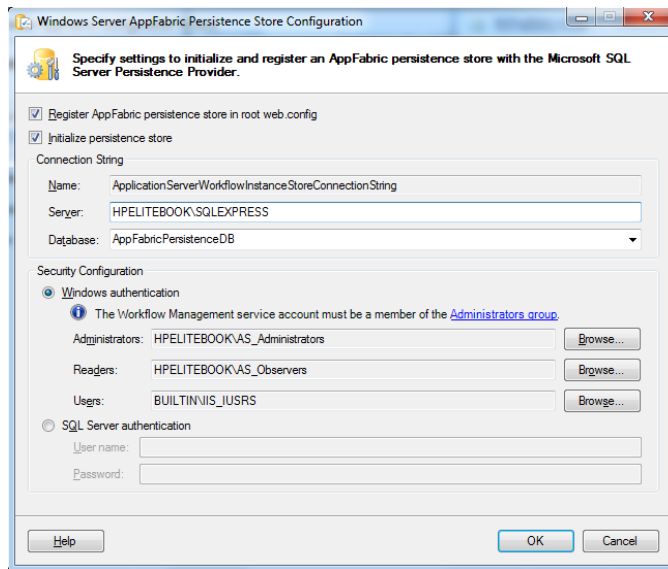 Windows Server AppFabric Persistence Store Configuration
Specify settings to initialize and register an AppFabric persistence store with the Microsoft SQL
Server Persistence Provider.
Register AppFabric persistence store in root web.config
Initialize persistence store
Connection String
Name: ApplicationServerWorkflowInstanceStoreConnectionString
Server: HPELITEBOOK\SQLEXPRESS
Database: AppFabricPersistenceDB
Security Configuration
Windows authentication
The Workflow Management service account must be a member of the Administrators group.
Administrators: HPELITEBOOK\AS_Administrators Browse...
Readers: HPELITEBOOK\AS_Observers Browse...
Users: BUILTIN\IIS_IUSRS Browse...
SQL Server authentication
User name:
Password:
Help OK Cancel